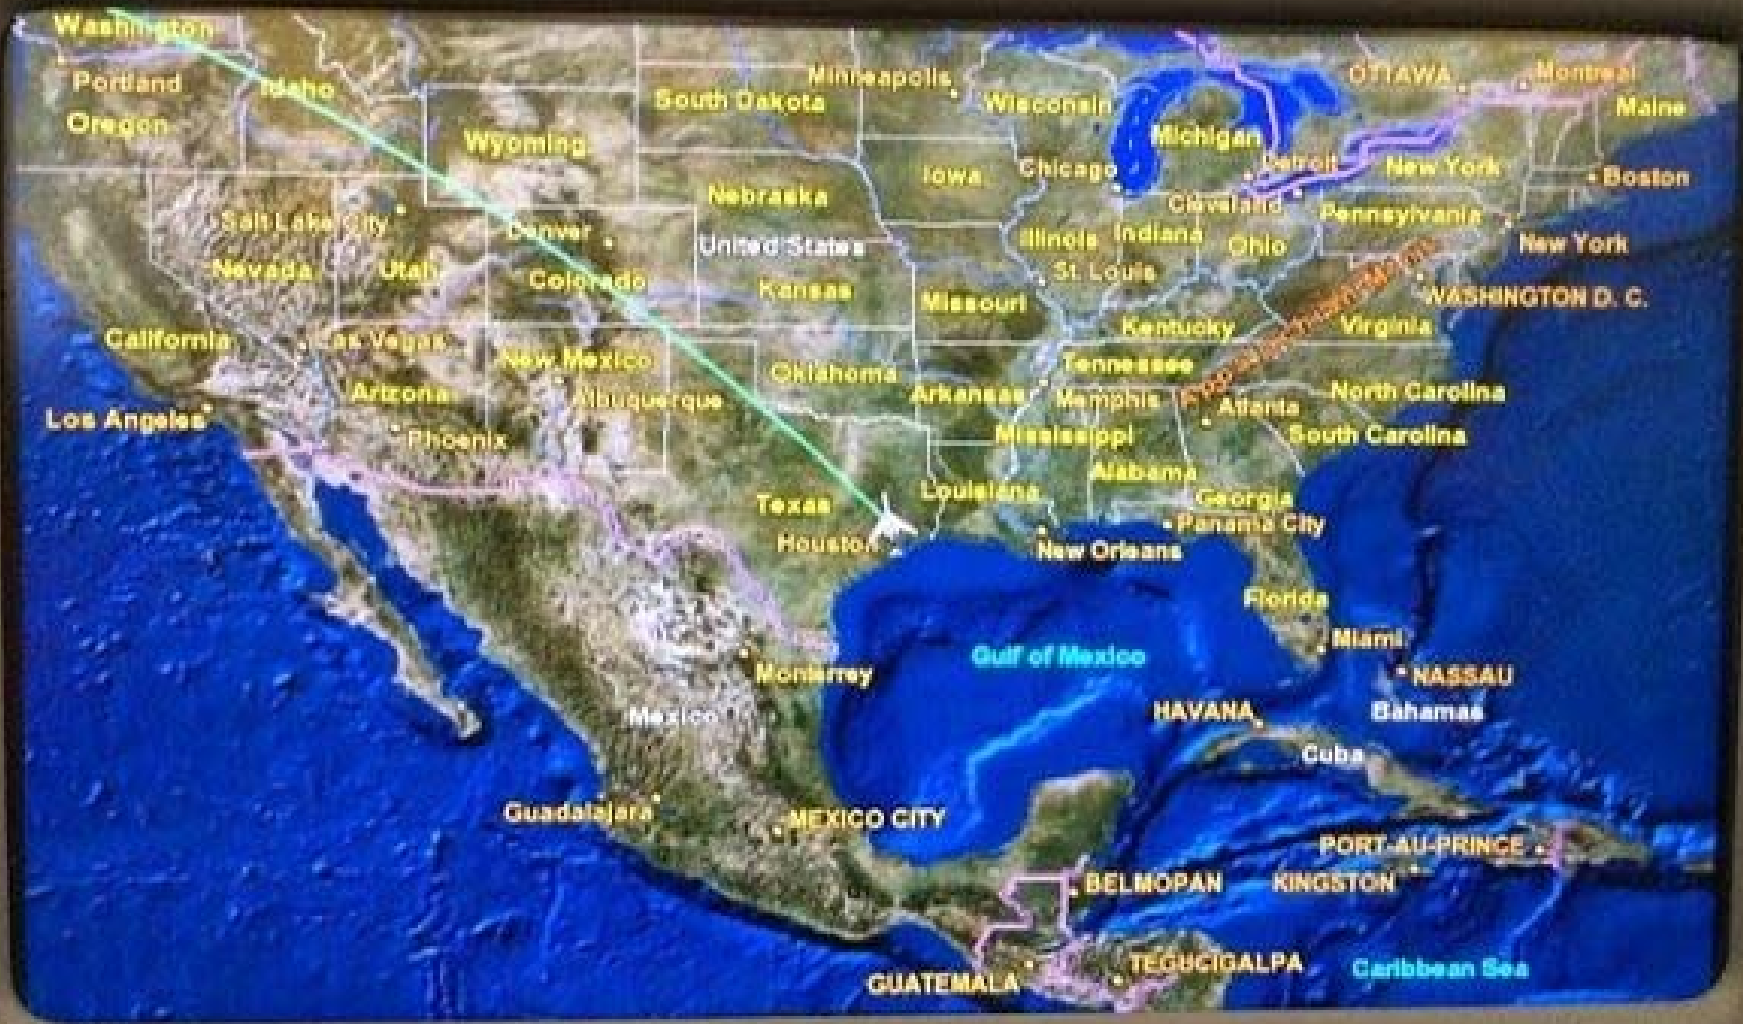 Washington
Portland
Idaho
Oregon
Wyoming
South Dakota
Minneapolis
Wisconsin
Michigan
OTTAWA
Montreal
Maine
Chicago
Detroit
New York
Boston
Iowa
Nebraska
Cleveland
Pennsylvania
Salt Lake City
Denver
United States
Illinois
Indiana
Ohio
New York
Nevada
Utah
Colorado
Kansas
St. Louis
Missouri
WASHINGTON D. C.
California
Las Vegas
Kentucky
Virginia
New Mexico
Oklahoma
Tennessee
Arizona
Albuquerque
Arkansas
Memphis
Atlanta
North Carolina
Los Angeles
Phoenix
Mississippi
South Carolina
Alabama
Texas
Louisiana
Georgia
Houston
Panama City
New Orleans
Florida
Miami
Gulf of Mexico
Monterrey
NASSAU
Mexico
HAVANA
Bahamas
Cuba
Guadalajara
MEXICO CITY
PORT-AU-PRINCE
BELMOPAN
KINGSTON
TEGUCIGALPA
Caribbean Sea
GUATEMALA